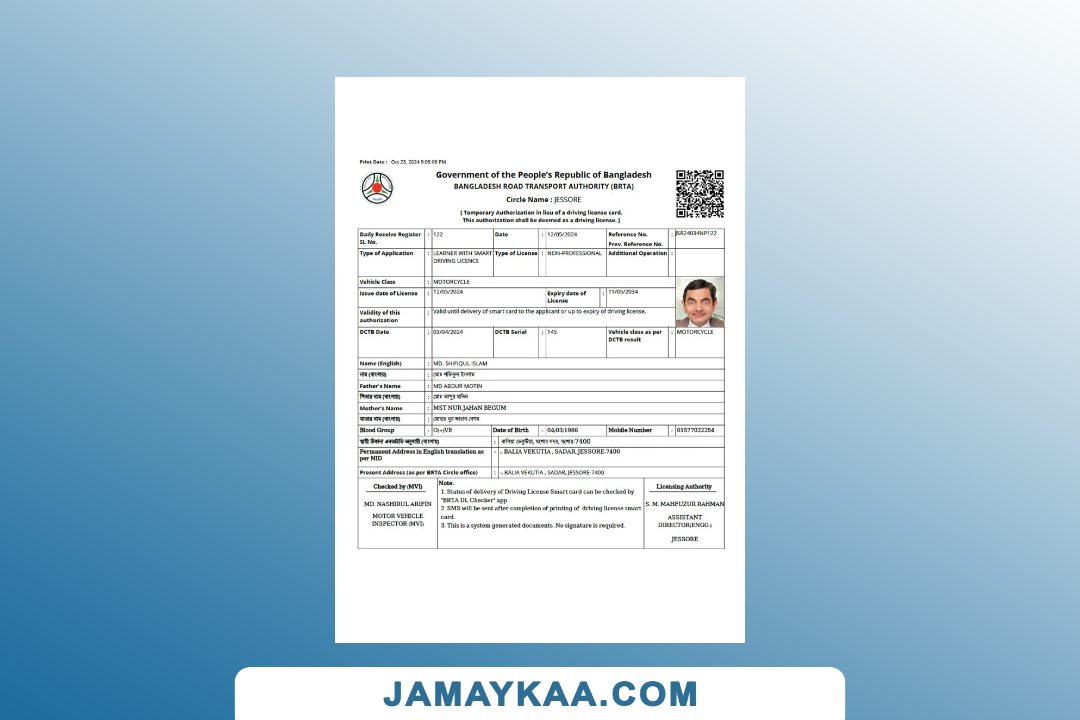 Print Date : Oct 23, 2024 9:05:06 PM
Government of the People's Republic of Bangladesh
BANGLADESH ROAD TRANSPORT AUTHORITY (BRTA)
Circle Name : JESSORE
[ Temporary Authorization in lieu of a driving license card.
This authorization shall be deemed as a driving license. ]
Daily Receive Register SL No. : 122 Date : 12/05/2024 Reference No. : JSR24034NP122
Prev. Reference No.
Type of Application : LEARNER WITH SMART DRIVING LICENCE Type of License : NON-PROFESSIONAL Additional Operation :
Vehicle Class : MOTORCYCLE
Issue date of License : 12/05/2024 Expiry date of License : 11/05/2034
Validity of this authorization : Valid until delivery of smart card to the applicant or up to expiry of driving license.
DCTB Date : 03/04/2024 DCTB Serial : 145 Vehicle class as per DCTB result : MOTORCYCLE
Name (English) : MD. SHIFIQUL ISLAM
নাম (বাংলায়) : মোঃ শফিকুল ইসলাম
Father's Name : MD ABDUR MOTIN
পিতার নাম (বাংলায়) : মোঃ আব্দুর মতিন
Mother's Name : MST NURJAHAN BEGUM
মাতার নাম (বাংলায়) : মোছাঃ নুর জাহান বেগম
Blood Group : O(+)VE Date of Birth : 04/03/1986 Mobile Number : 01577022254
স্থায়ী ঠিকানা এনআইডি অনুযায়ী (বাংলায়) : যশোর সদর, যশোর 7400
Permanent Address in English translation as per NID : -, BALIA VEKUTIA , SADAR, JESSORE-7400
Present Address (as per BRTA Circle office) : -, BALIA VEKUTIA , SADAR, JESSORE-7400
Checked by (MVI)
MD. NASHIRUL ARIFIN
MOTOR VEHICLE
INSPECTOR (MVI)
Note:
1. Status of delivery of Driving License Smart card can be checked by
"BRTA DL Checker" app.
2. SMS will be sent after completion of printing of driving license smart
card.
3. This is a system generated documents. No signature is required.
Licensing Authority
S. M. MAHFUZUR RAHMAN
ASSISTANT
DIRECTOR(ENGG.)
JESSORE
JAMAYKAA.COM